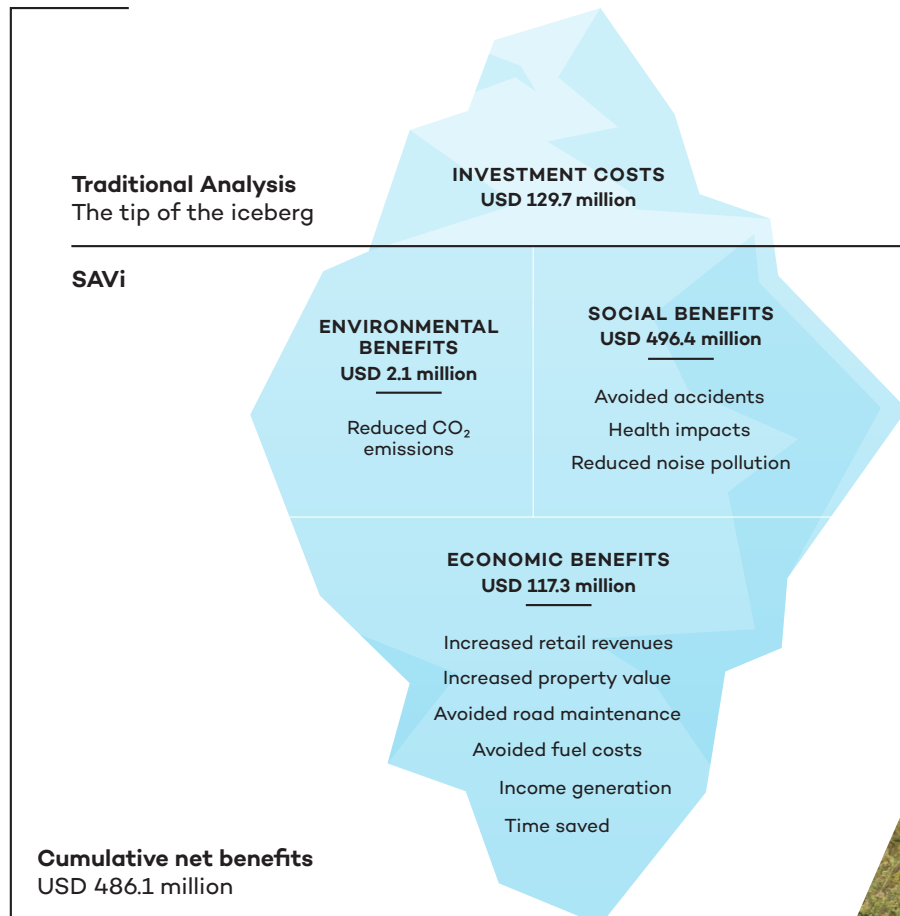 Traditional Analysis
The tip of the iceberg
INVESTMENT COSTS
USD 129.7 million
SAVi
ENVIRONMENTAL
BENEFITS
USD 2.1 million
Reduced CO₂
emissions
SOCIAL BENEFITS
USD 496.4 million
Avoided accidents
Health impacts
Reduced noise pollution
ECONOMIC BENEFITS
USD 117.3 million
Increased retail revenues
Increased property value
Avoided road maintenance
Avoided fuel costs
Income generation
Time saved
Cumulative net benefits
USD 486.1 million